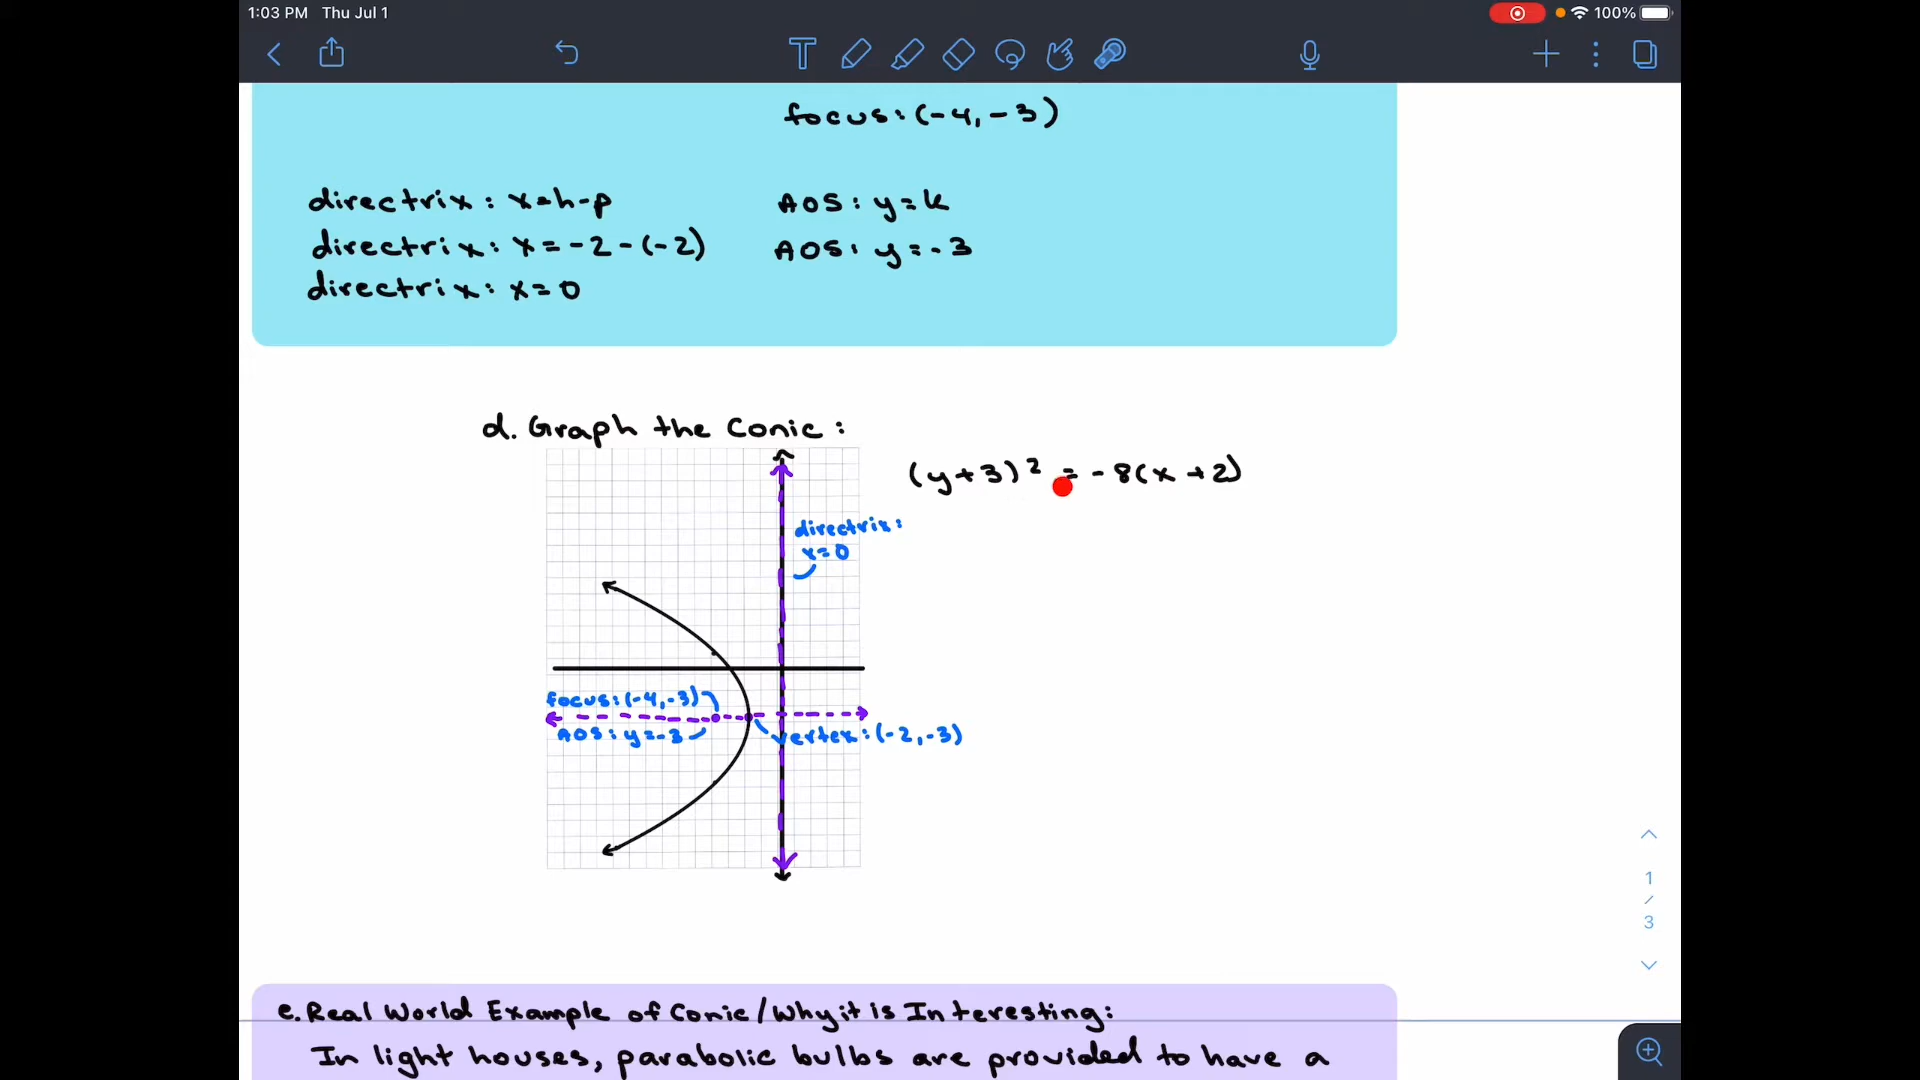 1:03 PM Thu Jul 1
100%
focus: (-4, -3)
directrix: x=h-p
AOS: y=k
directrix: x=-2-(-2)
AOS: y=-3
directrix: x=0
d. Graph the Conic:
(y+3)² = -8(x+2)
directrix:
x=0
focus: (-4,-3)
AOS: y=-3
vertex: (-2,-3)
1
/
3
e. Real World Example of Conic/Why it is Interesting:
In light houses, parabolic bulbs are provided to have a